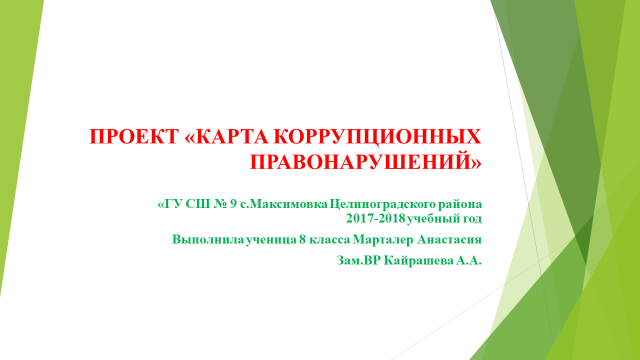 ПРОЕКТ «КАРТА КОРРУПЦИОННЫХ
ПРАВОНАРУШЕНИЙ»
«ГУ СШ № 9 с.Максимовка Целиноградского района
2017-2018 учебный год
Выполнила ученица 8 класса Марталер Анастасия
Зам.ВР Кайрашева А.А.